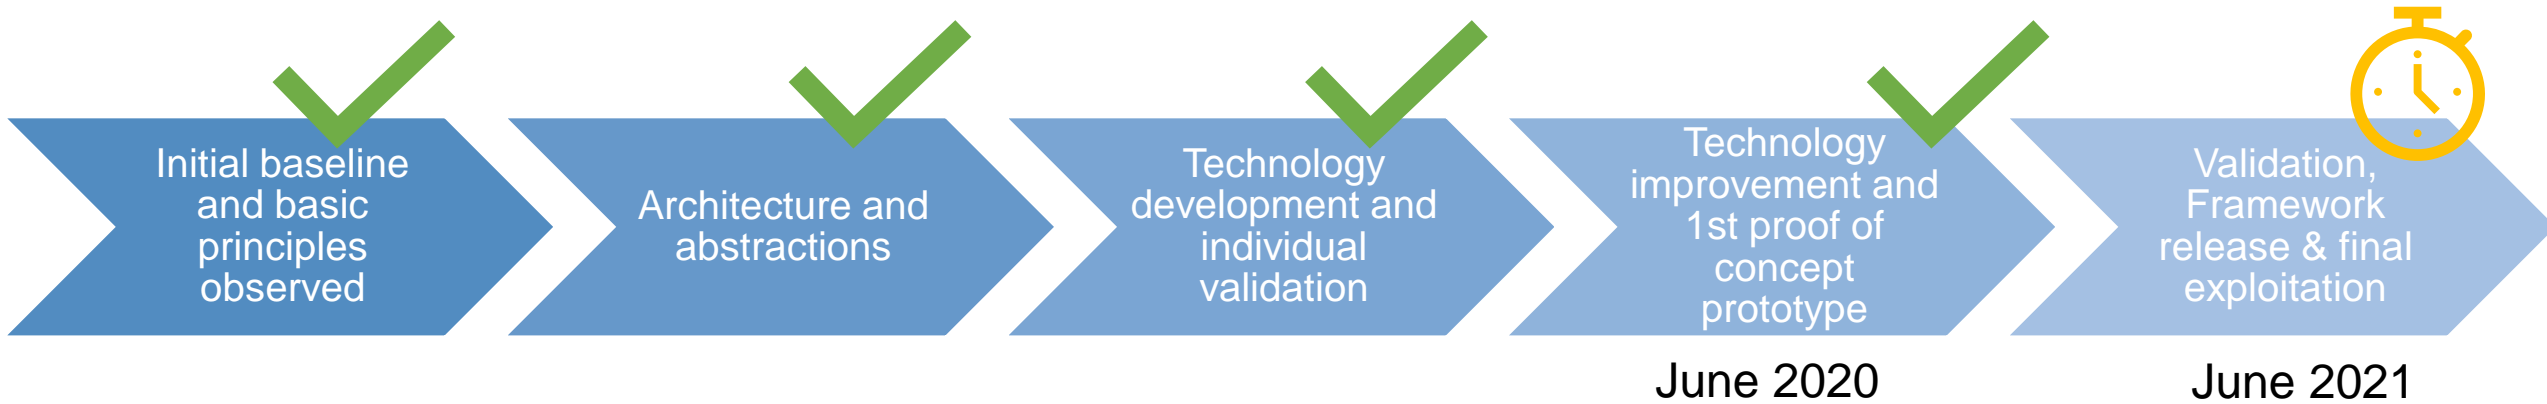 Initial baseline
and basic
principles
observed
Architecture and
abstractions
Technology
development and
individual
validation
Technology
improvement and
1st proof of
concept
prototype
Validation,
Framework
release & final
exploitation
June 2020
June 2021